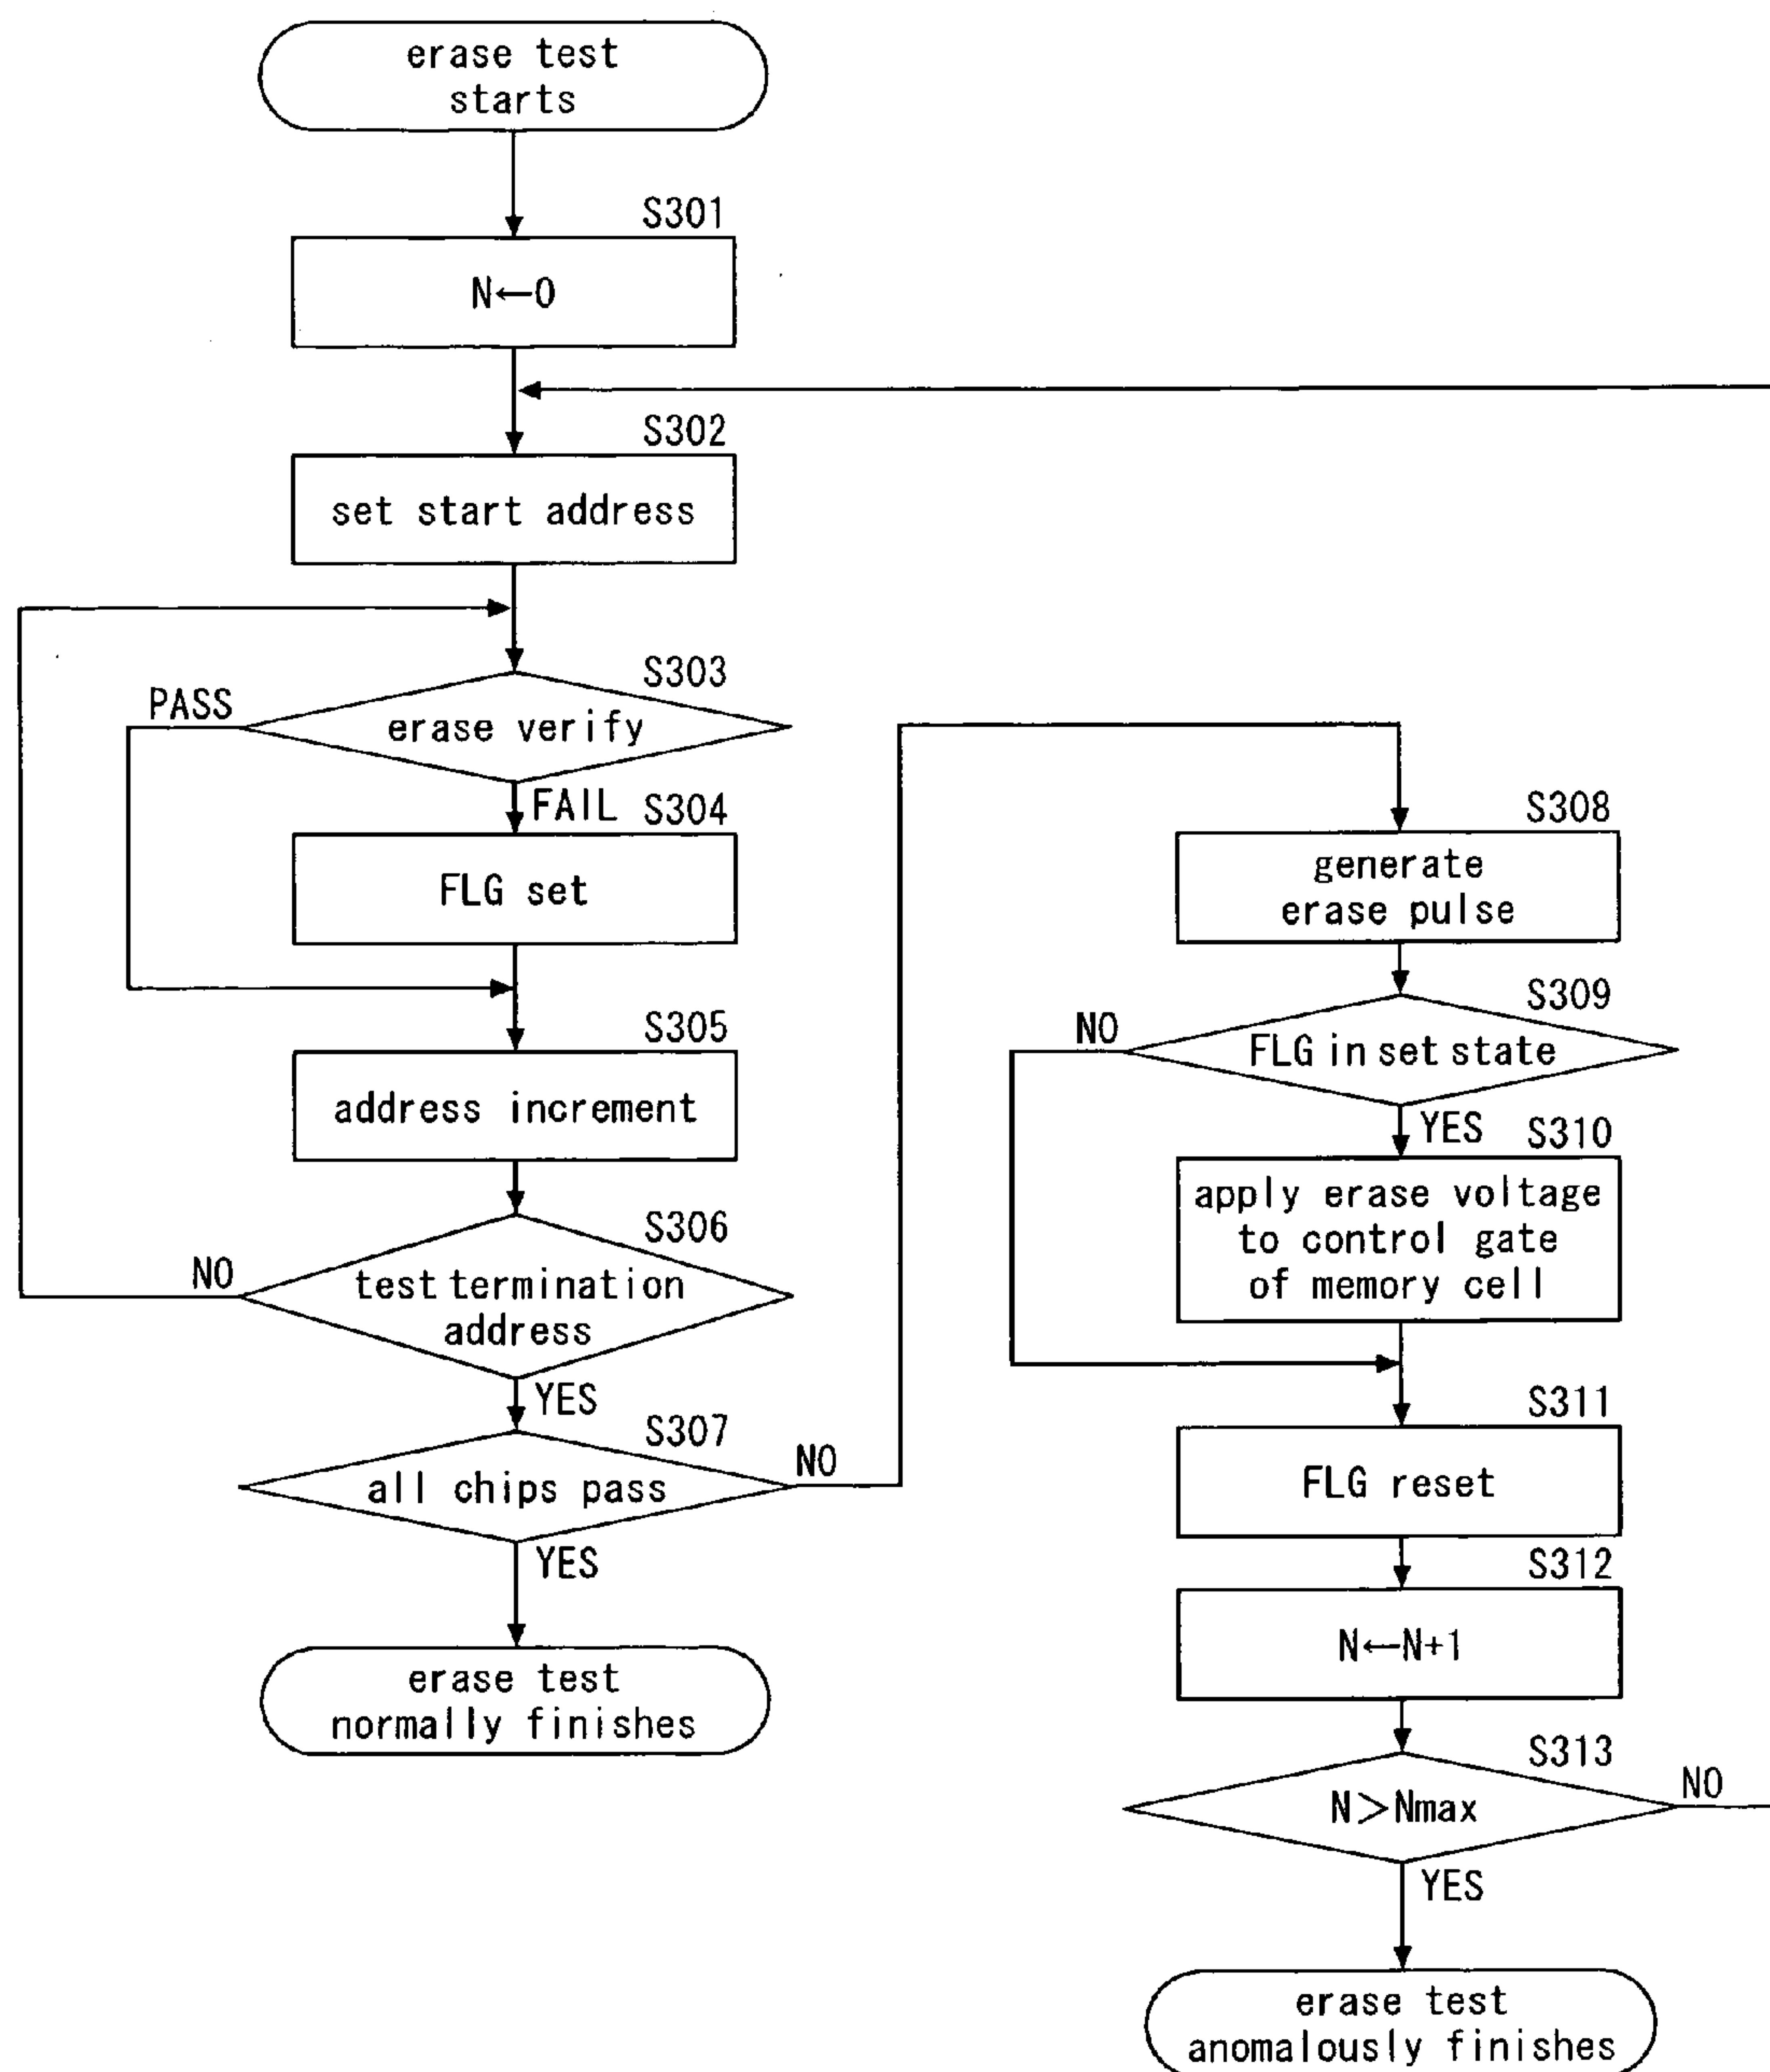 erase test
starts
S301
N←0
S302
set start address
S303
PASS
erase verify
FAIL
S304
FLG set
S305
address increment
S306
NO
test termination
address
YES
S307
all chips pass
NO
YES
erase test
normally finishes
S308
generate
erase pulse
S309
NO
FLG in set state
YES
S310
apply erase voltage
to control gate
of memory cell
S311
FLG reset
S312
N←N+1
S313
N>Nmax
NO
YES
erase test
anomalously finishes